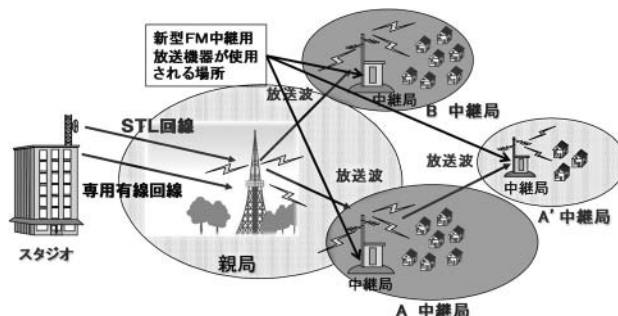 新型FM中継用
放送機器が使用
される場所
中継局
B 中継局
放送波
STL回線
専用有線回線
スタジオ
親局
放送波
放送波
中継局
A' 中継局
中継局
A 中継局